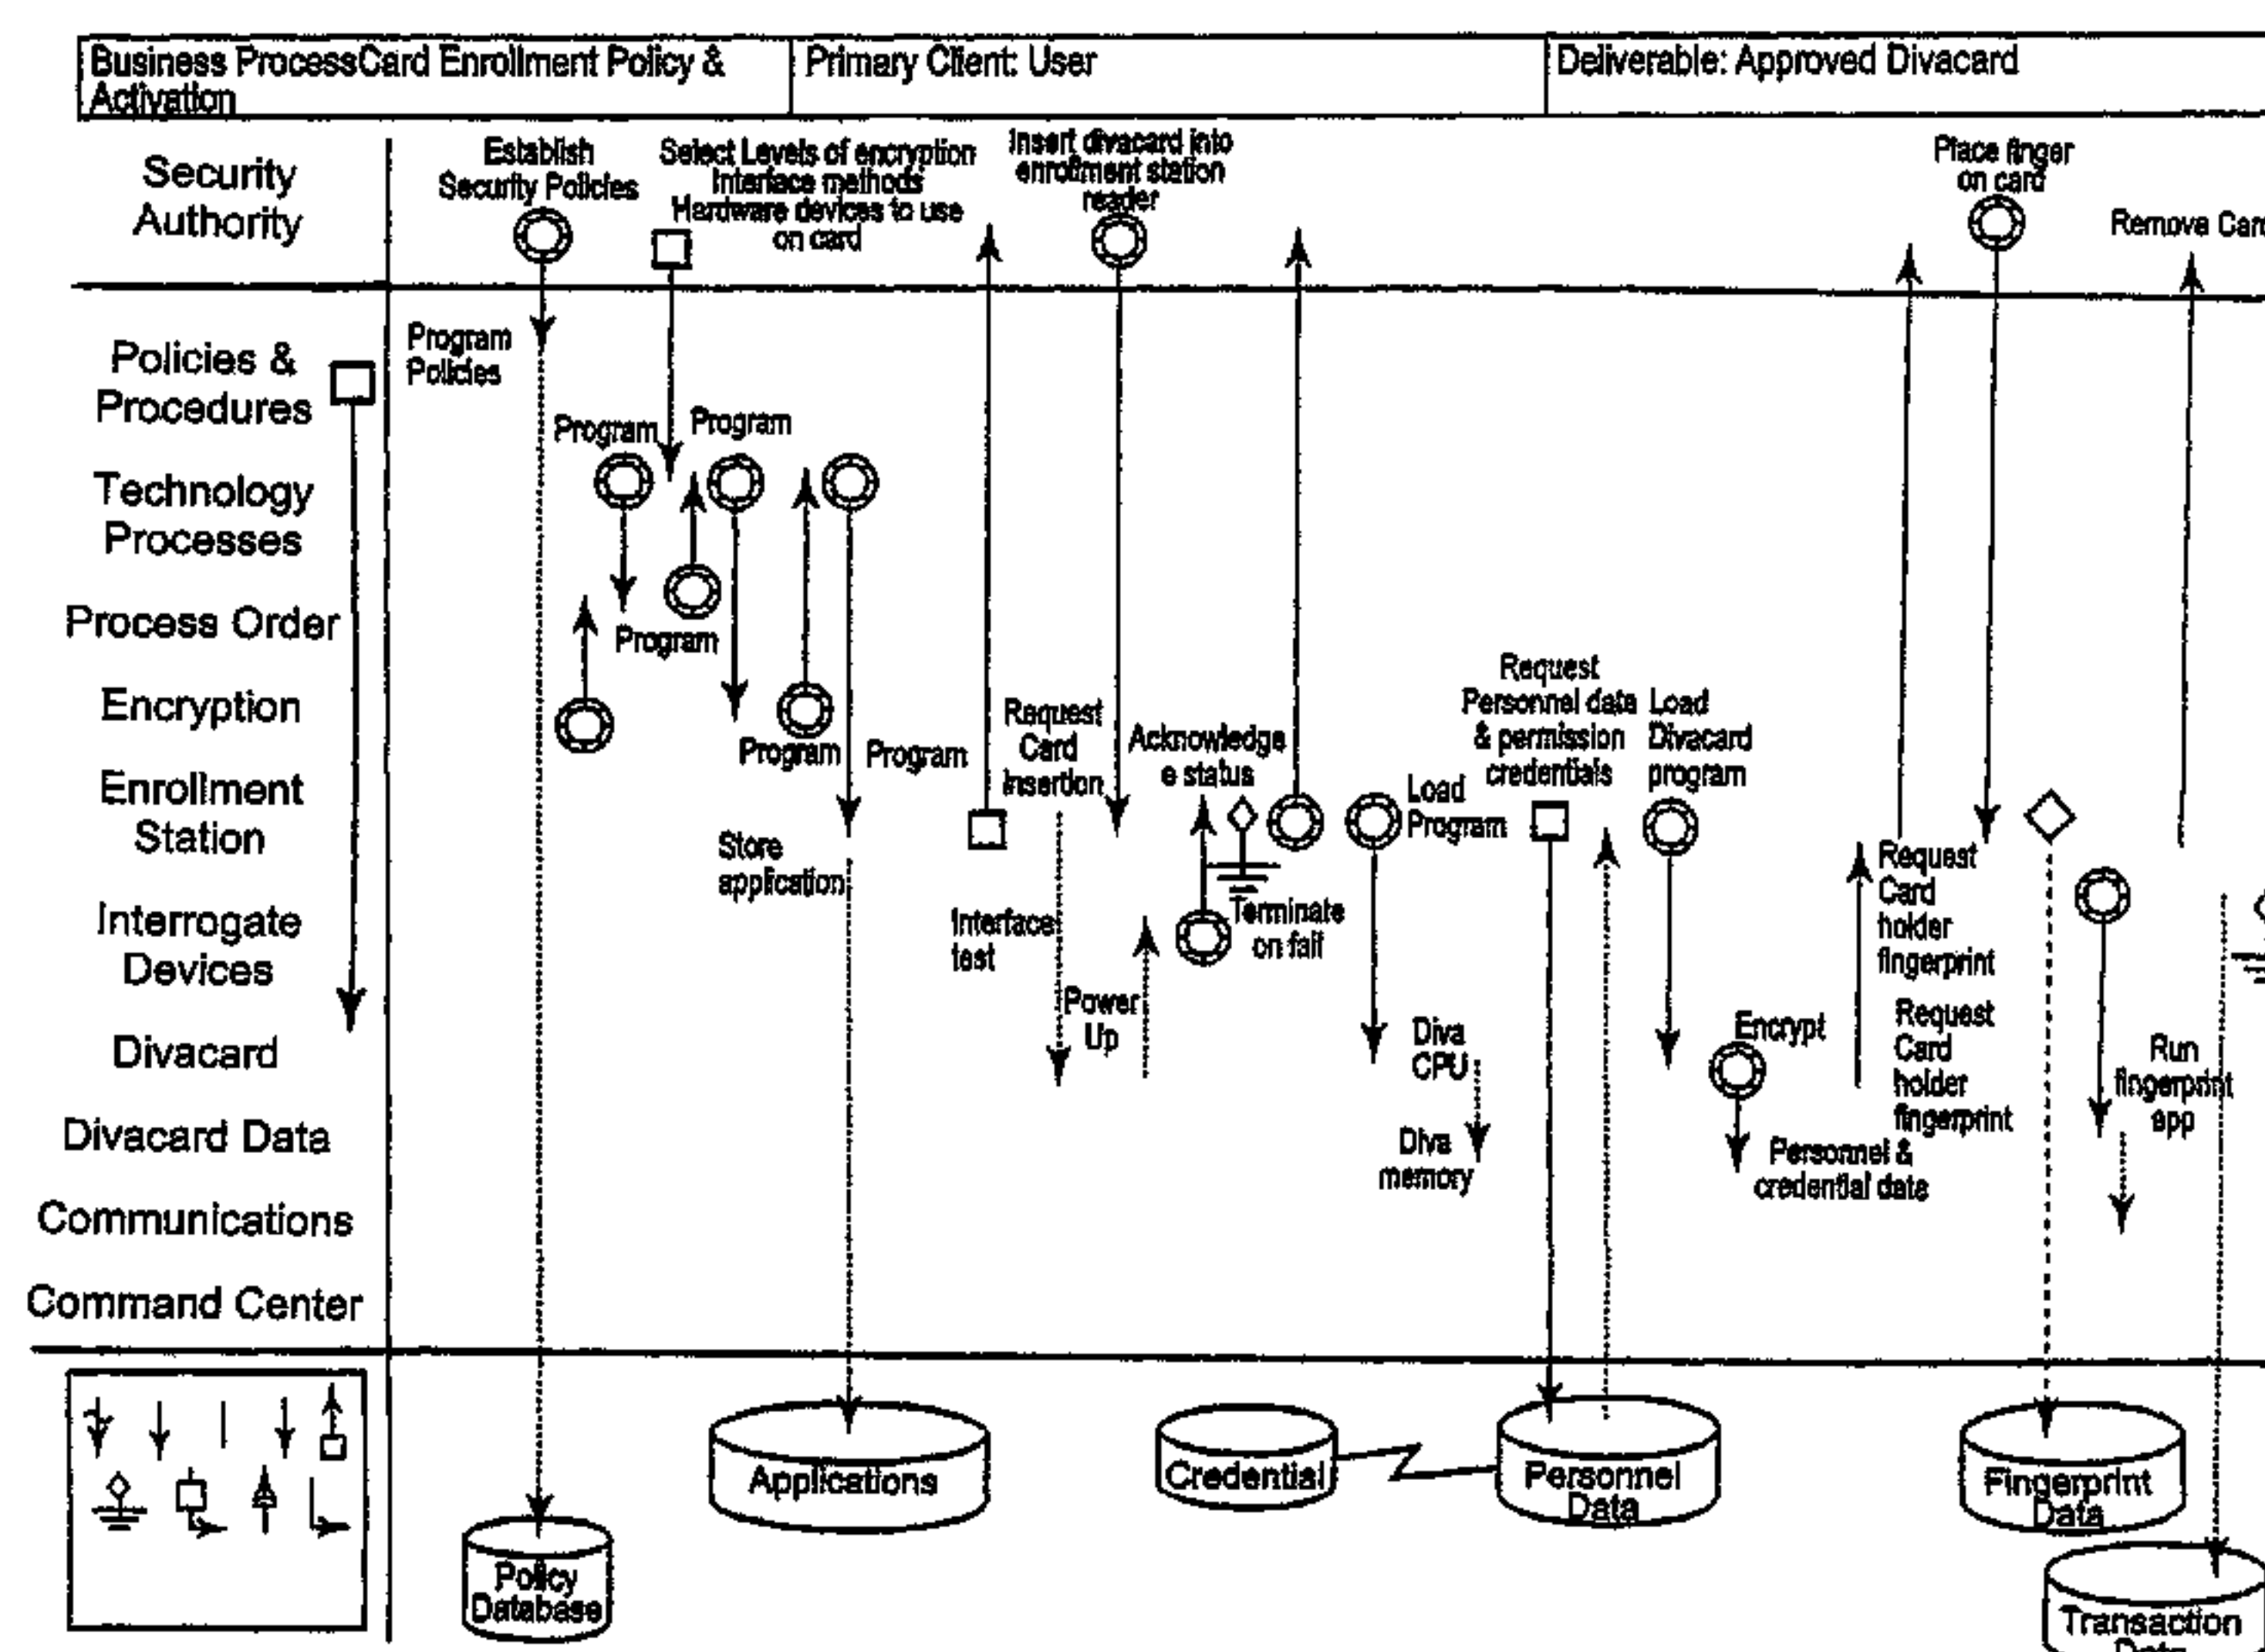 Business ProcessCard Enrollment Policy &
Activation
Primary Client: User
Deliverable: Approved Divacard
Security
Authority
Establish
Security Policies
Select Levels of encryption
Interface methods
Hardware devices to use
on card
Insert divacard into
enrollment station
reader
Place finger
on card
Remove Card
Policies &
Procedures
Program
Policies
Program
Program
Technology
Processes
Process Order
Program
Encryption
Program
Program
Request
Card
insertion
Acknowledge
e status
Request
Personnel data
& permission
credentials
Load
Divacard
program
Enrollment
Station
Store
application
Load
Program
Request
Card
holder
fingerprint
Interrogate
Devices
Interface
test
Terminate
on fail
Power
Up
Divacard
Diva
CPU
Encrypt
Request
Card
holder
fingerprint
Run
fingerprint
app
Divacard Data
Diva
memory
Personnel &
credential data
Communications
Command Center
Applications
Credential
Personnel
Data
Fingerprint
Data
Policy
Database
Transaction
Data